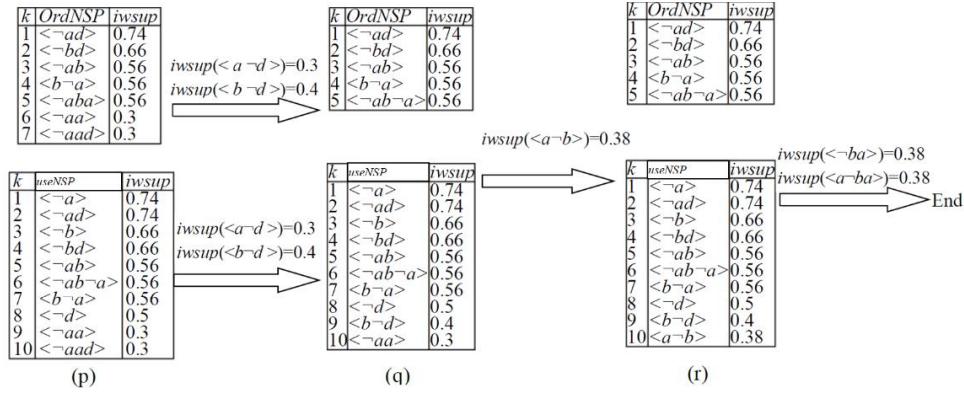 k OrdNSP iwsup
1 <¬ad> 0.74
2 <¬bd> 0.66
3 <¬ab> 0.56
4 <b¬a> 0.56
5 <¬aba> 0.56
6 <¬aa> 0.3
7 <¬aad> 0.3
iwsup(< a ¬d >)=0.3
iwsup(< b ¬d >)=0.4
k OrdNSP iwsup
1 <¬ad> 0.74
2 <¬bd> 0.66
3 <¬ab> 0.56
4 <b¬a> 0.56
5 <¬ab¬a> 0.56
k OrdNSP iwsup
1 <¬ad> 0.74
2 <¬bd> 0.66
3 <¬ab> 0.56
4 <b¬a> 0.56
5 <¬ab¬a> 0.56
k useNSP iwsup
1 <¬a> 0.74
2 <¬ad> 0.74
3 <¬b> 0.66
4 <¬bd> 0.66
5 <¬ab> 0.56
6 <¬ab¬a> 0.56
7 <b¬a> 0.56
8 <¬d> 0.5
9 <¬aa> 0.3
10 <¬aad> 0.3
(p)
iwsup(<a¬d >)=0.3
iwsup(<b¬d >)=0.4
k useNSP iwsup
1 <¬a> 0.74
2 <¬ad> 0.74
3 <¬b> 0.66
4 <¬bd> 0.66
5 <¬ab> 0.56
6 <¬ab¬a> 0.56
7 <b¬a> 0.56
8 <¬d> 0.5
9 <b¬d> 0.4
10 <¬aa> 0.3
(q)
iwsup(<a¬b>)=0.38
k useNSP iwsup
1 <¬a> 0.74
2 <¬ad> 0.74
3 <¬b> 0.66
4 <¬bd> 0.66
5 <¬ab> 0.56
6 <¬ab¬a> 0.56
7 <b¬a> 0.56
8 <¬d> 0.5
9 <b¬d> 0.4
10 <a¬b> 0.38
(r)
iwsup(<¬ba>)=0.38
iwsup(<a¬ba>)=0.38
End